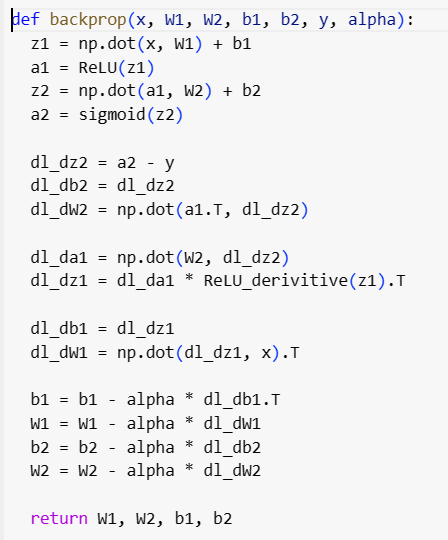 def backprop(x, W1, W2, b1, b2, y, alpha):
  z1 = np.dot(x, W1) + b1
  a1 = ReLU(z1)
  z2 = np.dot(a1, W2) + b2
  a2 = sigmoid(z2)

  dl_dz2 = a2 - y
  dl_db2 = dl_dz2
  dl_dW2 = np.dot(a1.T, dl_dz2)

  dl_da1 = np.dot(W2, dl_dz2)
  dl_dz1 = dl_da1 * ReLU_derivitive(z1).T

  dl_db1 = dl_dz1
  dl_dW1 = np.dot(dl_dz1, x).T

  b1 = b1 - alpha * dl_db1.T
  W1 = W1 - alpha * dl_dW1
  b2 = b2 - alpha * dl_db2
  W2 = W2 - alpha * dl_dW2

  return W1, W2, b1, b2